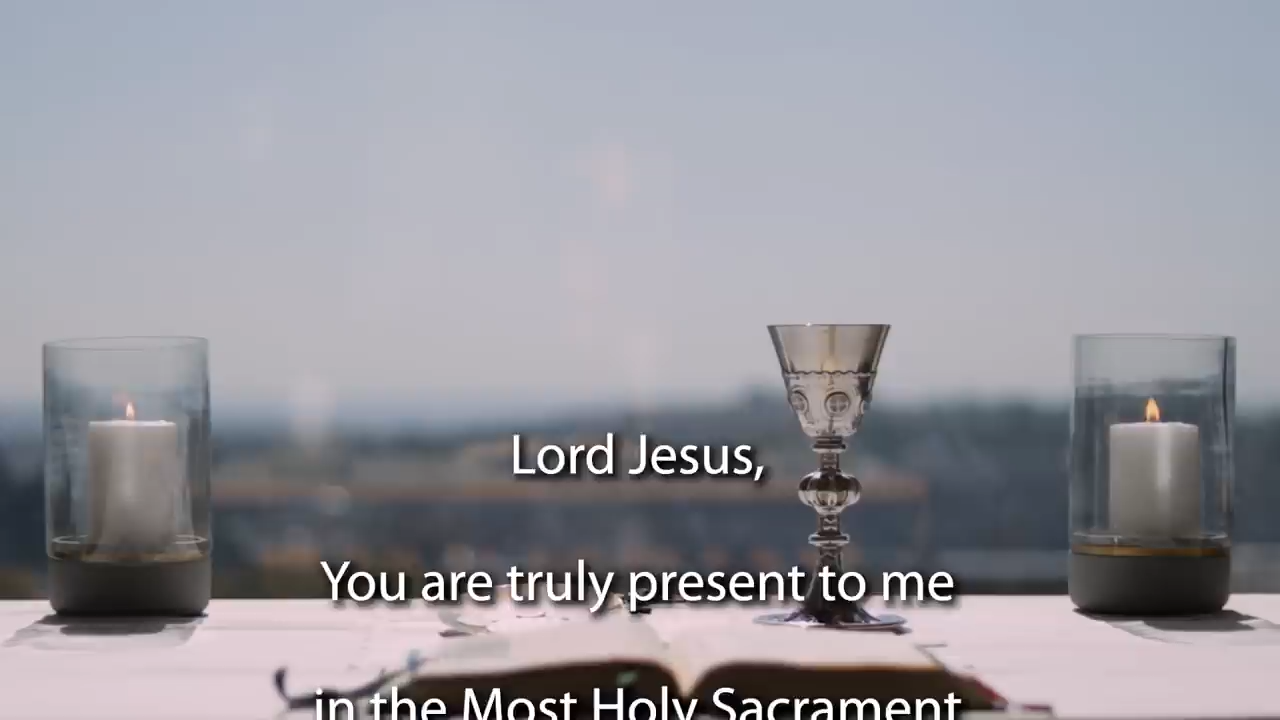 Lord Jesus,
You are truly present to me
in the Most Holy Sacrament